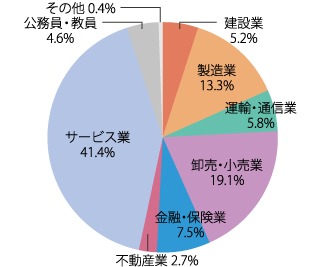 その他 0.4%
公務員・教員
4.6%
建設業
5.2%
製造業
13.3%
運輸・通信業
5.8%
サービス業
41.4%
卸売・小売業
19.1%
金融・保険業
7.5%
不動産業 2.7%